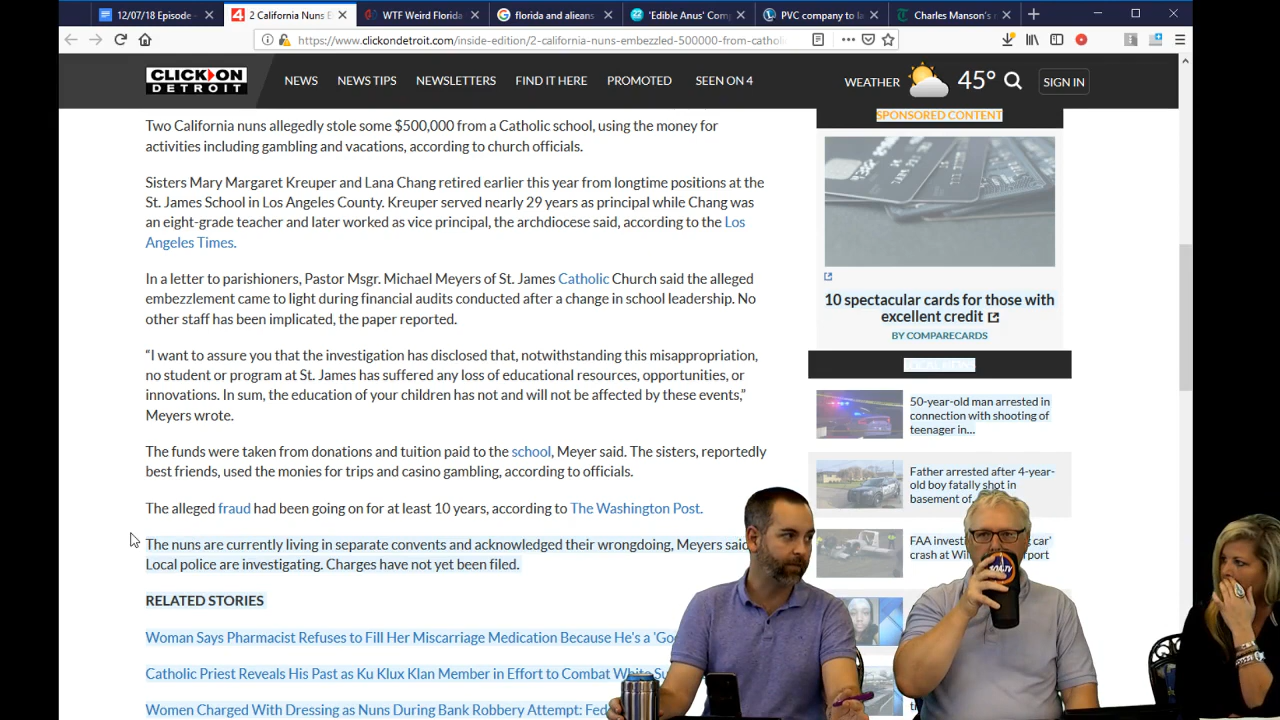 12/07/18 Episode
2 California Nuns E
WTF Weird Florida
florida and alieans
'Edible Anus' Com
PVC company to la
Charles Manson's n
https://www.clickondetroit.com/inside-edition/2-california-nuns-embezzled-500000-from-catho
4
CLICK ON
DETROIT
NEWS
NEWS TIPS
NEWSLETTERS
FIND IT HERE
PROMOTED
SEEN ON 4
WEATHER
45°
SIGN IN
Two California nuns allegedly stole some $500,000 from a Catholic school, using the money for
activities including gambling and vacations, according to church officials.
Sisters Mary Margaret Kreuper and Lana Chang retired earlier this year from longtime positions at the
St. James School in Los Angeles County. Kreuper served nearly 29 years as principal while Chang was
an eight-grade teacher and later worked as vice principal, the archdiocese said, according to the Los
Angeles Times.
In a letter to parishioners, Pastor Msgr. Michael Meyers of St. James Catholic Church said the alleged
embezzlement came to light during financial audits conducted after a change in school leadership. No
other staff has been implicated, the paper reported.
“I want to assure you that the investigation has disclosed that, notwithstanding this misappropriation,
no student or program at St. James has suffered any loss of educational resources, opportunities, or
innovations. In sum, the education of your children has not and will not be affected by these events,”
Meyers wrote.
The funds were taken from donations and tuition paid to the school, Meyer said. The sisters, reportedly
best friends, used the monies for trips and casino gambling, according to officials.
The alleged fraud had been going on for at least 10 years, according to The Washington Post.
The nuns are currently living in separate convents and acknowledged their wrongdoing, Meyers said
Local police are investigating. Charges have not yet been filed.
RELATED STORIES
Woman Says Pharmacist Refuses to Fill Her Miscarriage Medication Because He's a 'Go
Catholic Priest Reveals His Past as Ku Klux Klan Member in Effort to Combat White Su
Women Charged With Dressing as Nuns During Bank Robbery Attempt: Fed
SPONSORED CONTENT
10 spectacular cards for those with
excellent credit
BY COMPARECARDS
50-year-old man arrested in
connection with shooting of
teenager in...
Father arrested after 4-year-
old boy fatally shot in
basement of
FAA inves car'
crash at Wi rport